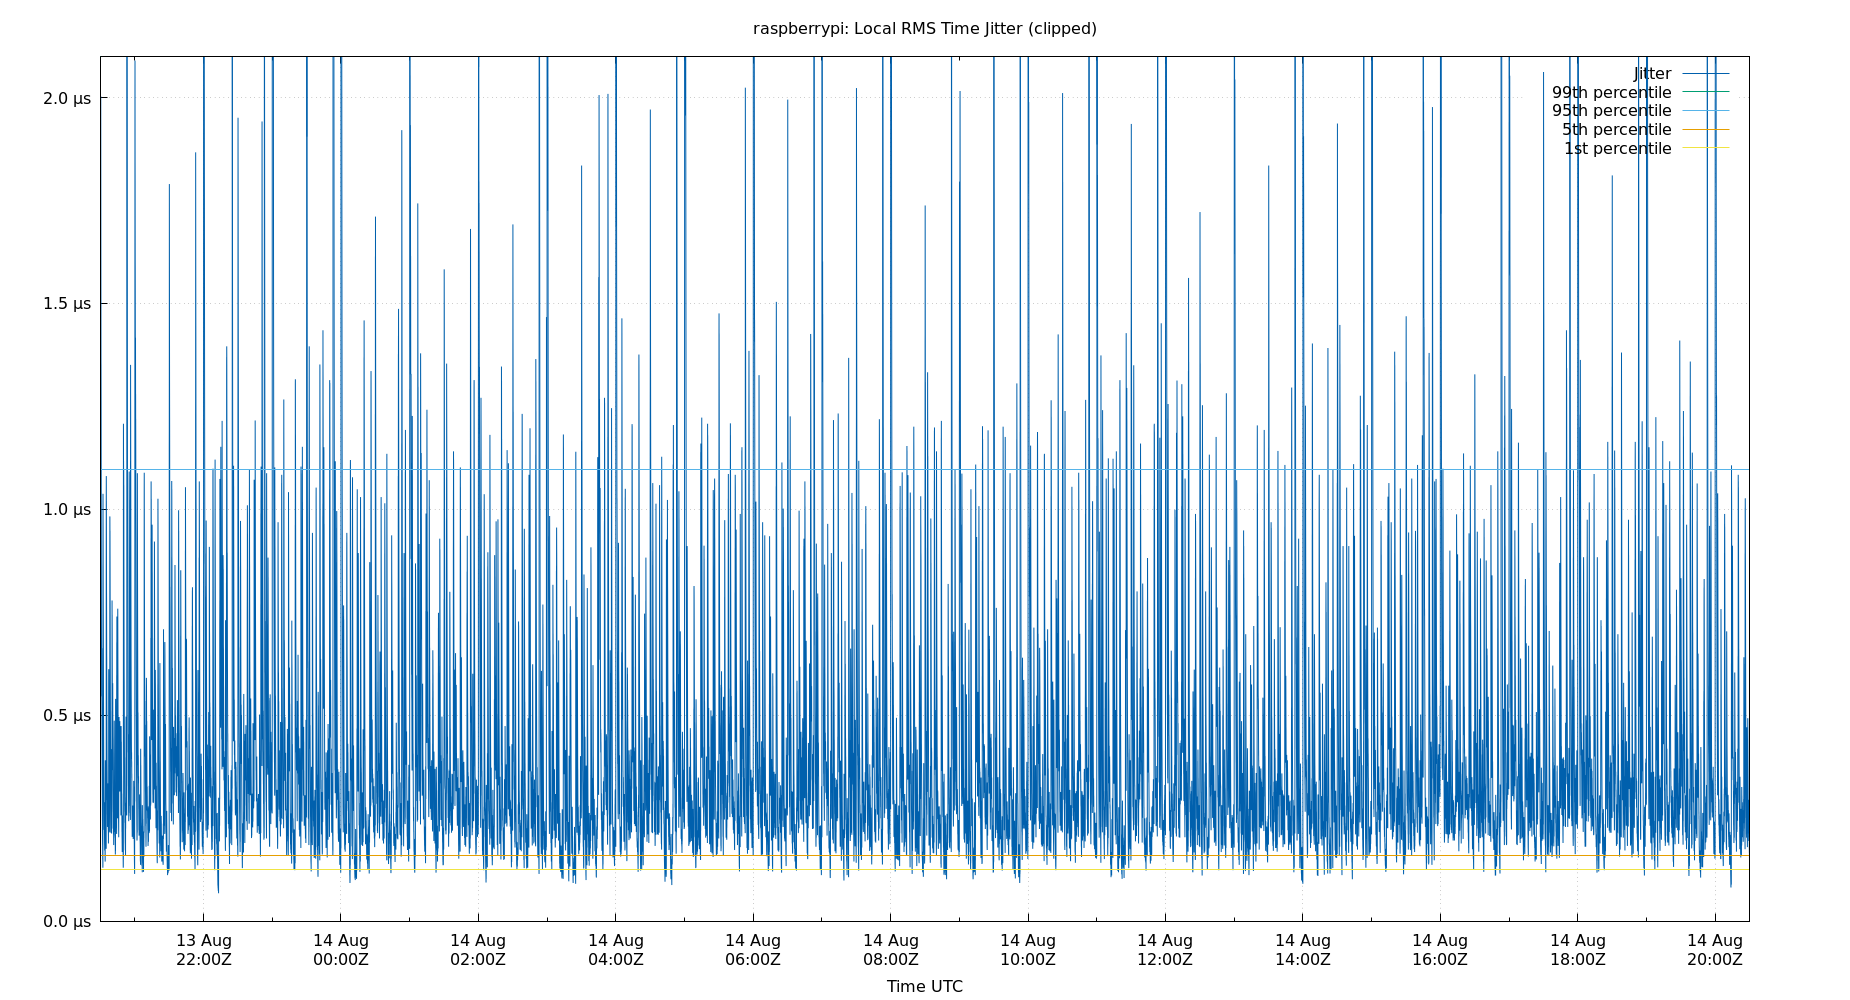 raspberrypi: Local RMS Time Jitter (clipped)
Jitter
99th percentile
95th percentile
5th percentile
1st percentile
2.0 µs
1.5 µs
1.0 µs
0.5 µs
0.0 µs
13 Aug 14 Aug 14 Aug 14 Aug 14 Aug 14 Aug 14 Aug 14 Aug 14 Aug 14 Aug 14 Aug 14 Aug
22:00Z 00:00Z 02:00Z 04:00Z 06:00Z 08:00Z 10:00Z 12:00Z 14:00Z 16:00Z 18:00Z 20:00Z
Time UTC